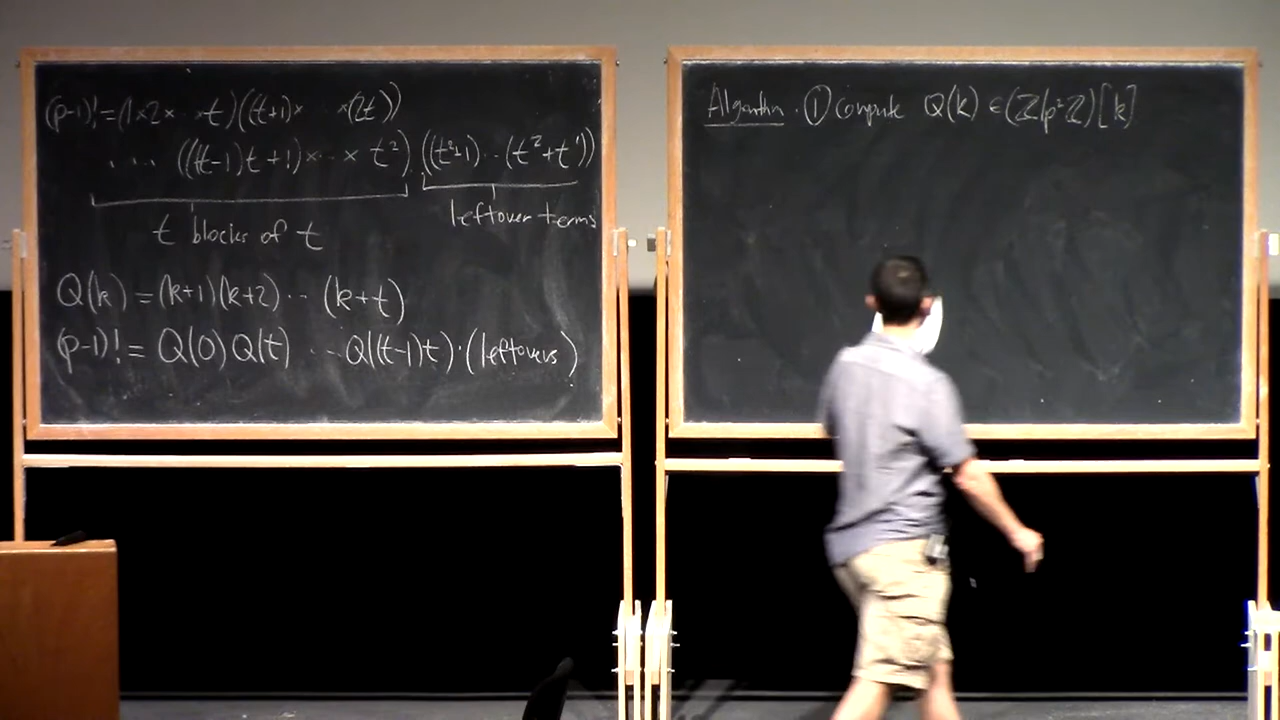 (p-1)! = (1×2× ··· ×t)((t+1)× ··· ×(2t))
···· (((t-1)t+1)×···× t²) ((t²+1)···(t²+t'))
t blocks of t
leftover terms
Q(k) = (k+1)(k+2)··· (k+t)
(p-1)! = Q(0) Q(t) ··· Q((t-1)t)·(leftovers)
Algorithm. ① Compute Q(k) ∈ (ℤ/p²ℤ)[k]